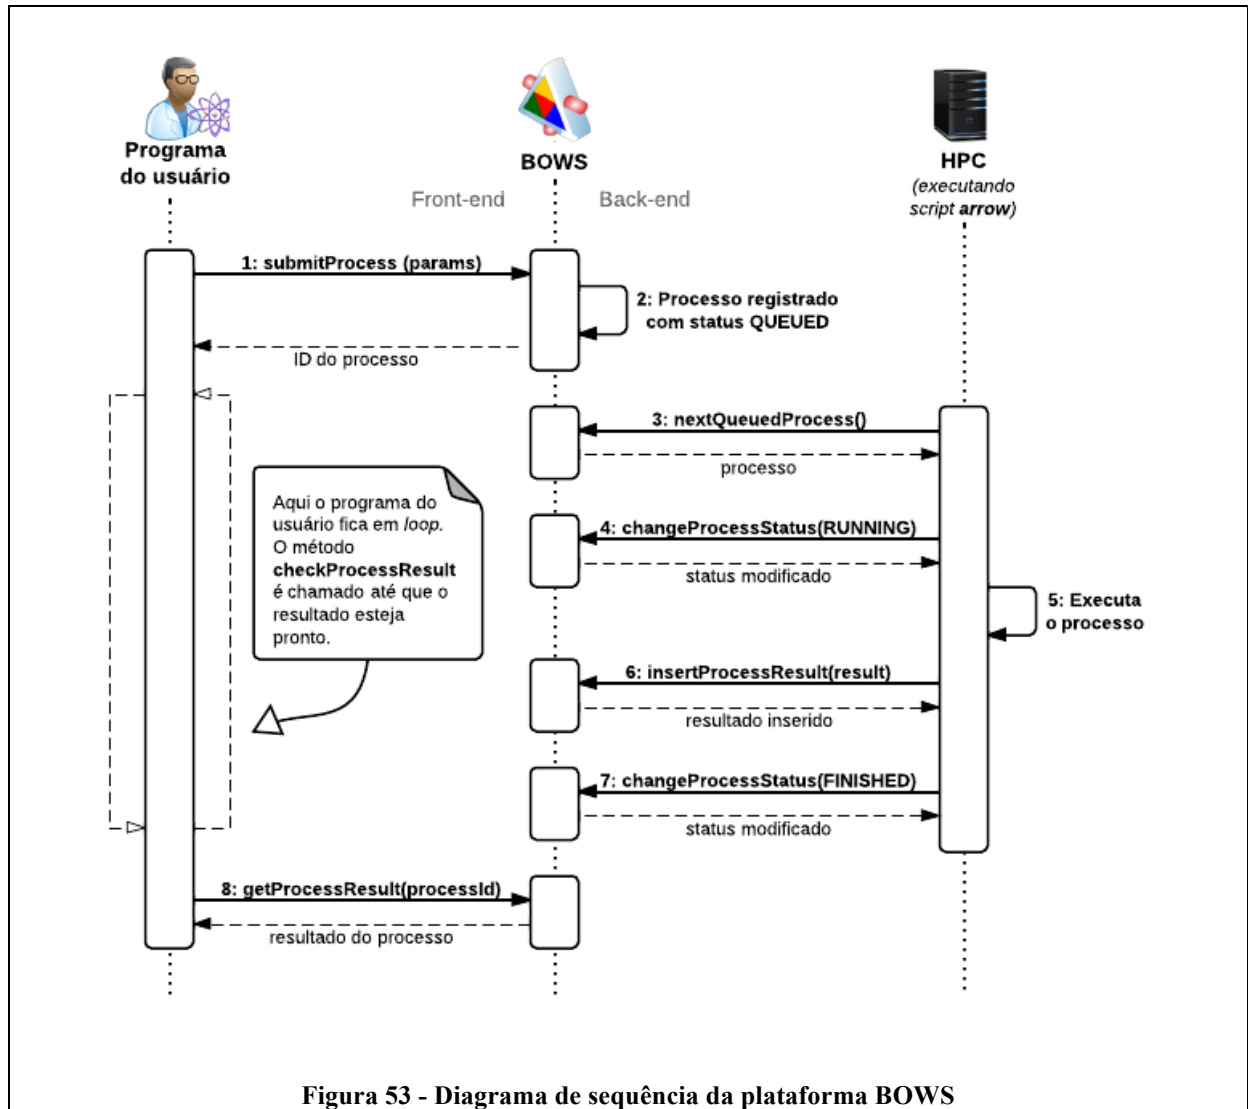 Programa
do usuário
BOWS
HPC
(executando
script arrow)
Front-end
Back-end
1: submitProcess (params)
2: Processo registrado
com status QUEUED
ID do processo
3: nextQueuedProcess()
processo
Aqui o programa do
usuário fica em loop.
O método
checkProcessResult
é chamado até que o
resultado esteja
pronto.
4: changeProcessStatus(RUNNING)
status modificado
5: Executa
o processo
6: insertProcessResult(result)
resultado inserido
7: changeProcessStatus(FINISHED)
status modificado
8: getProcessResult(processId)
resultado do processo
Figura 53 - Diagrama de sequência da plataforma BOWS